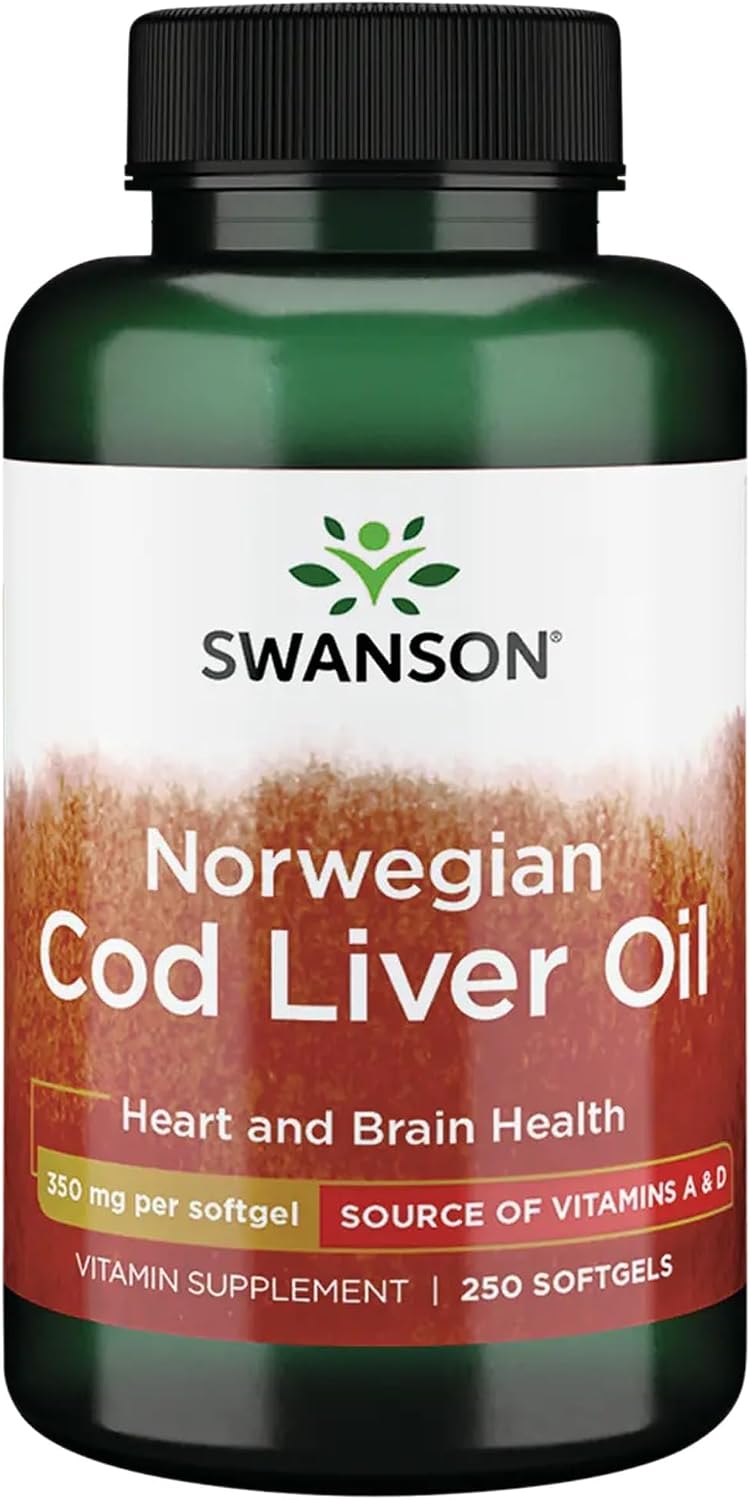 SWANSON®
Norwegian
Cod Liver Oil
Heart and Brain Health
350 mg per softgel SOURCE OF VITAMINS A & D
VITAMIN SUPPLEMENT | 250 SOFTGELS